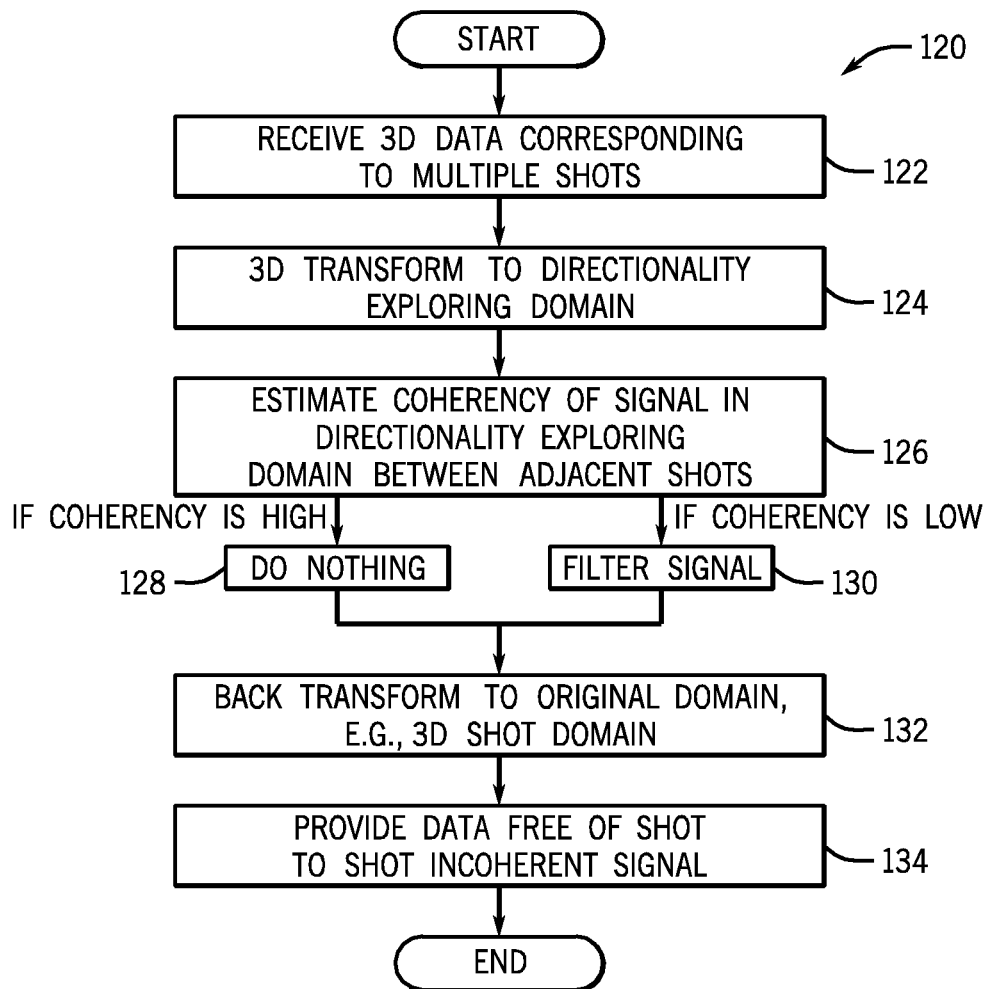 START
120
RECEIVE 3D DATA CORRESPONDING
TO MULTIPLE SHOTS
122
3D TRANSFORM TO DIRECTIONALITY
EXPLORING DOMAIN
124
ESTIMATE COHERENCY OF SIGNAL IN
DIRECTIONALITY EXPLORING
DOMAIN BETWEEN ADJACENT SHOTS
126
IF COHERENCY IS HIGH
IF COHERENCY IS LOW
128
DO NOTHING
FILTER SIGNAL
130
BACK TRANSFORM TO ORIGINAL DOMAIN,
E.G., 3D SHOT DOMAIN
132
PROVIDE DATA FREE OF SHOT
TO SHOT INCOHERENT SIGNAL
134
END